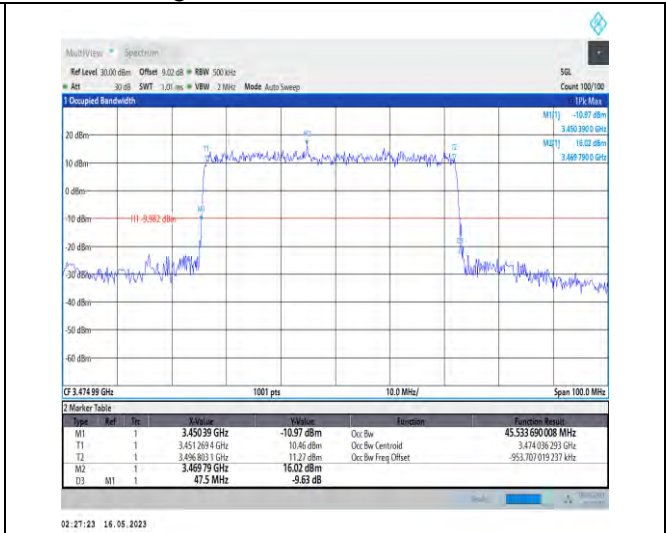 MultiView Spectrum
Ref Level 30.00 dBm Offset 9.02 dB RBW 500 kHz SGL
Att 30 dB SWT 1.01 ms VBW 2 MHz Mode Auto Sweep Count 100/100
1 Occupied Bandwidth 1Pk Max
M1[1] -10.97 dBm
3.450 3900 GHz
M2[1] 16.02 dBm
3.469 7900 GHz
20 dBm
10 dBm
0 dBm
-10 dBm H1 -9.982 dBm
-20 dBm
-30 dBm
-40 dBm
-50 dBm
-60 dBm
T1
M2
T2
M1
D3
CF 3.474 99 GHz 1001 pts 10.0 MHz/ Span 100.0 MHz
2 Marker Table
Type Ref Trc X-Value Y-Value Function Function Result
M1 1 3.450 39 GHz -10.97 dBm Occ Bw 45.533 690 008 MHz
T1 1 3.451 269 4 GHz 10.46 dBm Occ Bw Centroid 3.474 036 293 GHz
T2 1 3.496 803 1 GHz 11.27 dBm Occ Bw Freq Offset -953.707 019 237 kHz
M2 1 3.469 79 GHz 16.02 dBm
D3 M1 1 47.5 MHz -9.63 dB
02:27:23 16.05.2023